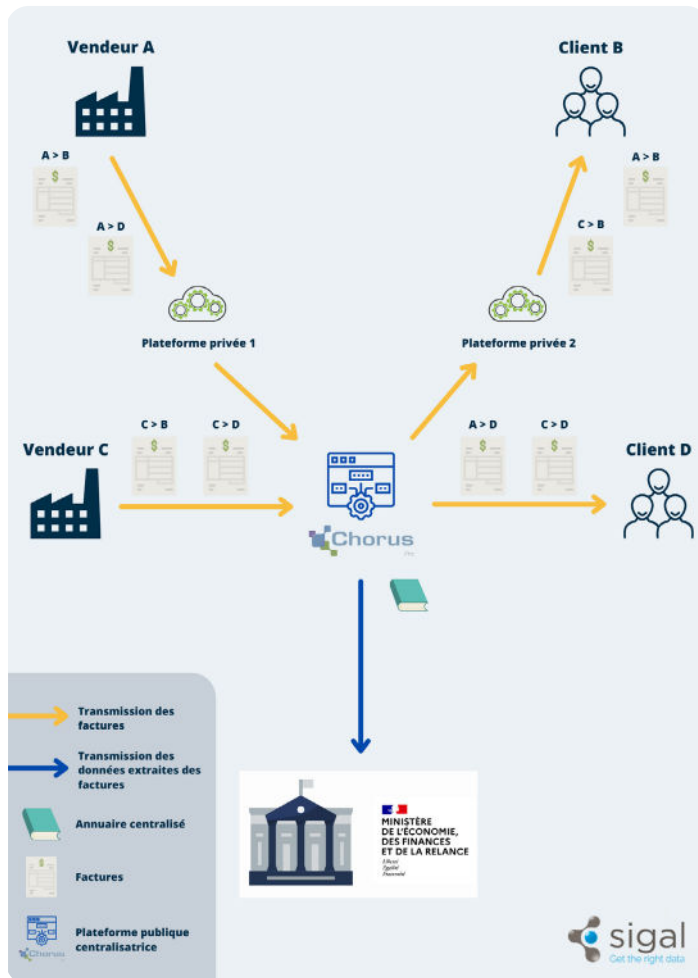 Vendeur A
Client B
A > B
A > B
A > D
C > B
Plateforme privée 1
Plateforme privée 2
C > B
C > D
A > D
C > D
Vendeur C
Client D
Chorus
Transmission des
factures
Transmission des
données extraites des
factures
Annuaire centralisé
Factures
Plateforme publique
centralisatrice
Chorus
MINISTÈRE
DE L'ÉCONOMIE,
DES FINANCES
ET DE LA RELANCE
Liberté
Égalité
Fraternité
sigal
Get the right data